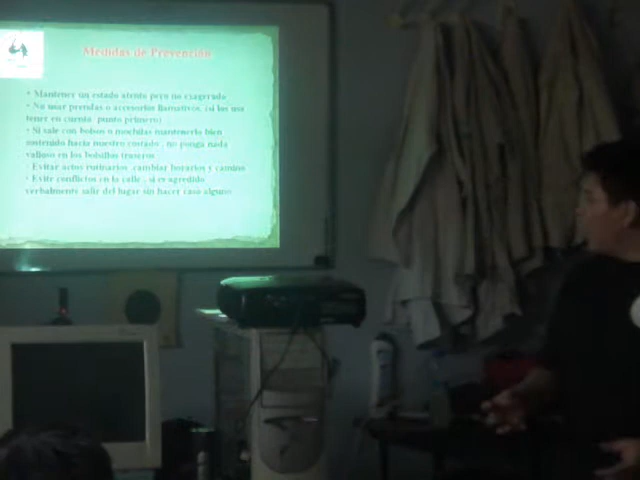 Medidas de Prevención
• Mantener un estado atento pero no exagerado
• No usar prendas o accesorios llamativos, (si los usa
tener en cuenta punto primero)
• Si sale con bolsos o mochilas mantenerlo bien
sostenido hacia nuestro costado , no ponga nada
valioso en los bolsillos traseros
• Evitar actos rutinarios cambiar horarios y camino
• Evite conflictos en la calle , si es agredido
verbalmente salir del lugar sin hacer caso alguno